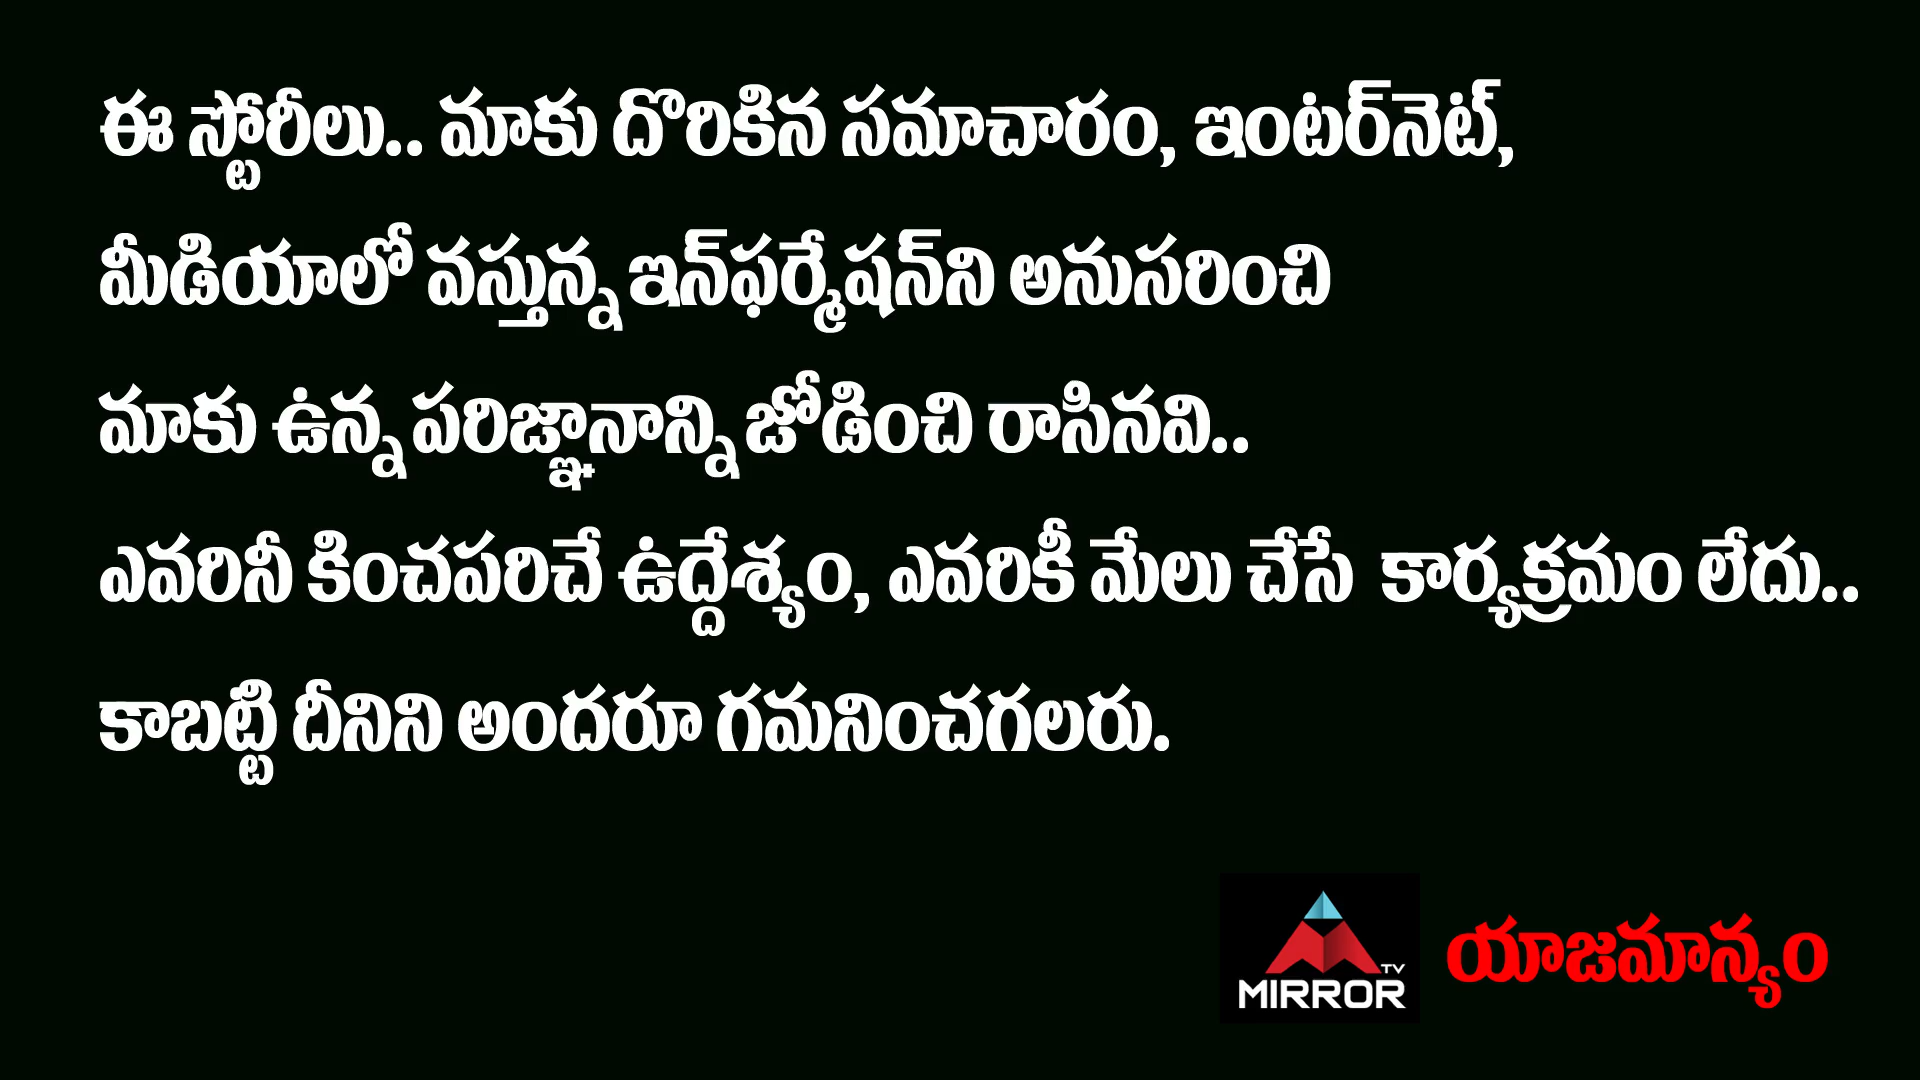 ఈ స్టోరీలు.. మాకు దొరికిన సమాచారం, ఇంటర్‌నెట్,
మీడియాలో వస్తున్న ఇన్‌ఫర్మేషన్‌ని అనుసరించి
మాకు ఉన్న పరిజ్ఞానాన్ని జోడించి రాసినవి..
ఎవరినీ కించపరిచే ఉద్దేశ్యం, ఎవరికీ మేలు చేసే కార్యక్రమం లేదు..
కాబట్టి దీనిని అందరూ గమనించగలరు.
TV
MIRROR
యాజమాన్యం